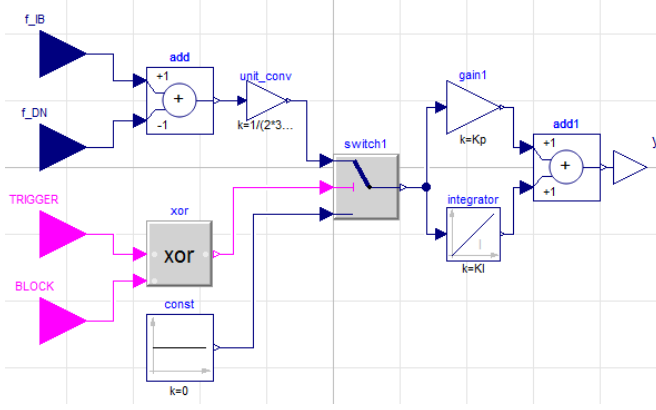 f_IB
add
+1
+
-1
unit_conv
k=1/(2*3...
f_DN
gain1
k=Kp
add1
+1
+
+1
y
switch1
TRIGGER
xor
xor
integrator
I
k=KI
BLOCK
const
k=0